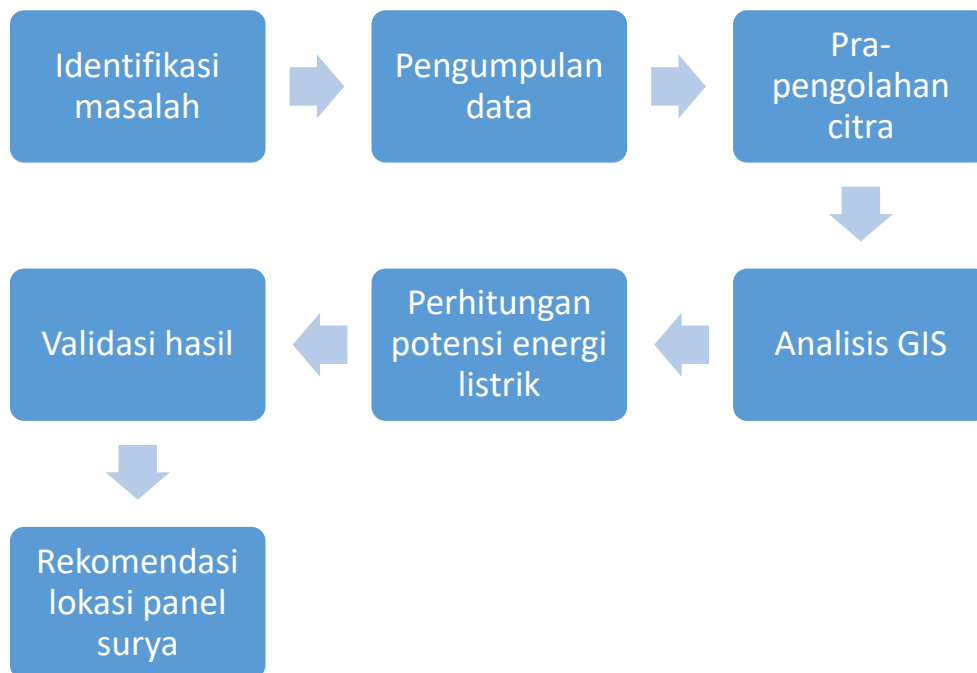 Identifikasi
masalah
Pengumpulan
data
Pra-
pengolahan
citra
Analisis GIS
Perhitungan
potensi energi
listrik
Validasi hasil
Rekomendasi
lokasi panel
surya